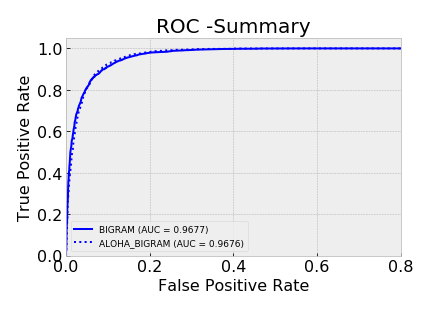 ROC -Summary
1.0
0.8
0.6
0.4
0.2
0.0
True Positive Rate
BIGRAM (AUC = 0.9677)
ALOHA_BIGRAM (AUC = 0.9676)
0.0 0.2 0.4 0.6 0.8
False Positive Rate